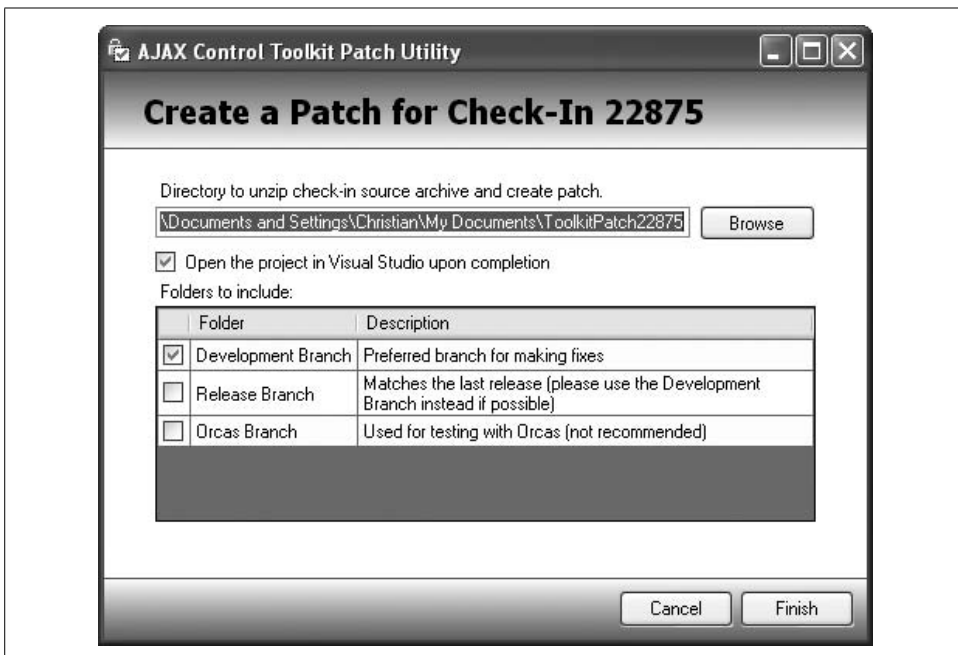 AJAX Control Toolkit Patch Utility
Create a Patch for Check-In 22875
Directory to unzip check-in source archive and create patch.
\Documents and Settings\Christian\My Documents\ToolkitPatch22875
Browse
Open the project in Visual Studio upon completion
Folders to include:
Folder Description
Development Branch Preferred branch for making fixes
Release Branch Matches the last release (please use the Development
Branch instead if possible)
Orcas Branch Used for testing with Orcas (not recommended)
Cancel Finish